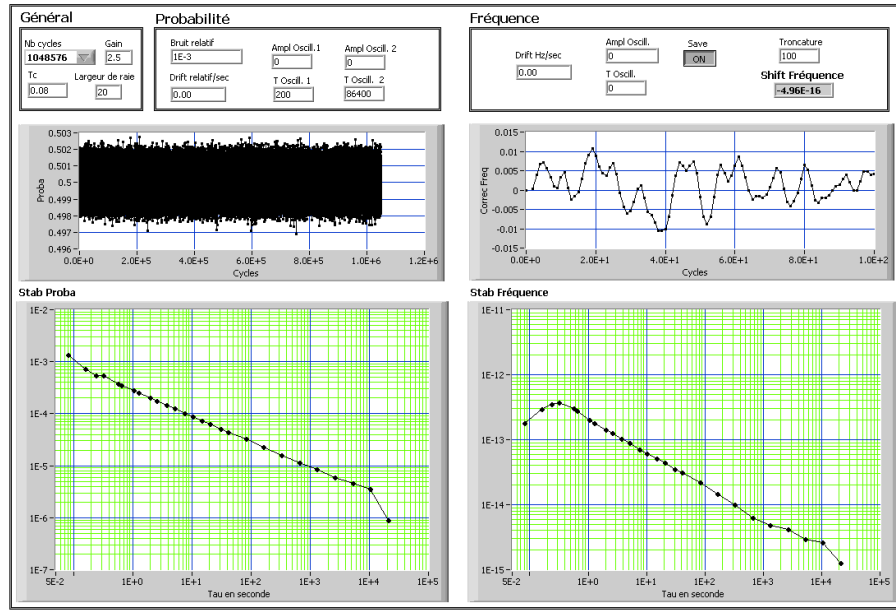 Général
Probabilité
Fréquence
Nb cycles
1048576
Gain
2.5
Tc
0.08
Largeur de raie
20
Bruit relatif
1E-3
Ampl Oscill.1
0
Ampl Oscill. 2
0
Drift relatif/sec
0.00
T Oscill. 1
200
T Oscill. 2
86400
Drift Hz/sec
0.00
Ampl Oscill.
0
T Oscill.
0
Save
ON
Troncature
100
Shift Fréquence
-4.96E-16
0.503
0.502
0.501
0.5
0.499
0.498
0.497
0.496
Proba
0.0E+0 2.0E+5 4.0E+5 6.0E+5 8.0E+5 1.0E+6 1.2E+6
Cycles
0.015
0.01
0.005
0
-0.005
-0.01
-0.015
Correc Freq
0.0E+0 2.0E+1 4.0E+1 6.0E+1 8.0E+1 1.0E+2
Cycles
Stab Proba
1E-2
1E-3
1E-4
1E-5
1E-6
1E-7
5E-2 1E+0 1E+1 1E+2 1E+3 1E+4 1E+5
Tau en seconde
Stab Fréquence
1E-11
1E-12
1E-13
1E-14
1E-15
5E-2 1E+0 1E+1 1E+2 1E+3 1E+4 1E+5
Tau en seconde